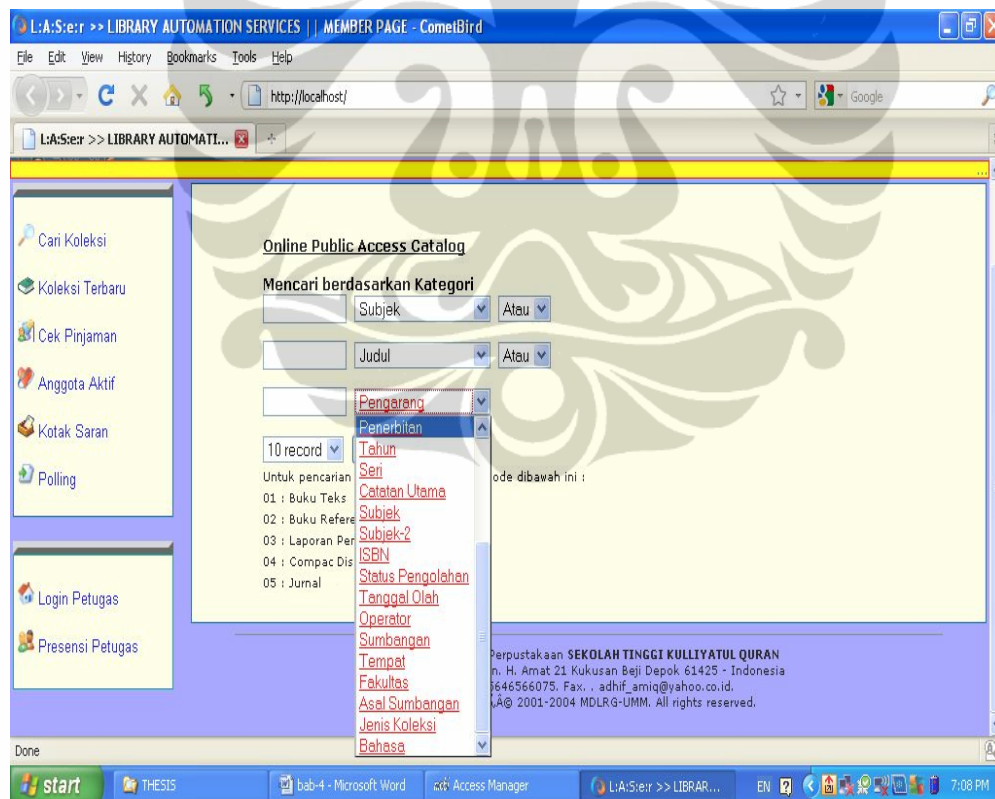 L:A:S:e:r >> LIBRARY AUTOMATION SERVICES || MEMBER PAGE - CometBird
File Edit View History Bookmarks Tools Help
http://localhost/
Google
L:A:S:e:r >> LIBRARY AUTOMATI...
...
Cari Koleksi
Koleksi Terbaru
Cek Pinjaman
Anggota Aktif
Kotak Saran
Polling
Login Petugas
Presensi Petugas
Online Public Access Catalog
Mencari berdasarkan Kategori
Subjek Atau
Judul Atau
Pengarang
Penerbitan
Tahun
Seri
Catatan Utama
Subjek
Subjek-2
ISBN
Status Pengolahan
Tanggal Olah
Operator
Sumbangan
Tempat
Fakultas
Asal Sumbangan
Jenis Koleksi
Bahasa
10 record
Untuk pencarian ode dibawah ini :
01 : Buku Teks
02 : Buku Refere
03 : Laporan Per
04 : Compac Dis
05 : Jurnal
Perpustakaan SEKOLAH TINGGI KULLIYATUL QURAN
n. H. Amat 21 Kukusan Beji Depok 61425 - Indonesia
5646566075. Fax. . adhif_amiq@yahoo.co.id.
Â© 2001-2004 MDLRG-UMM. All rights reserved.
Done
start THESIS bab-4 - Microsoft Word Access Manager L:A:S:e:r >> LIBRAR... EN 7:08 PM